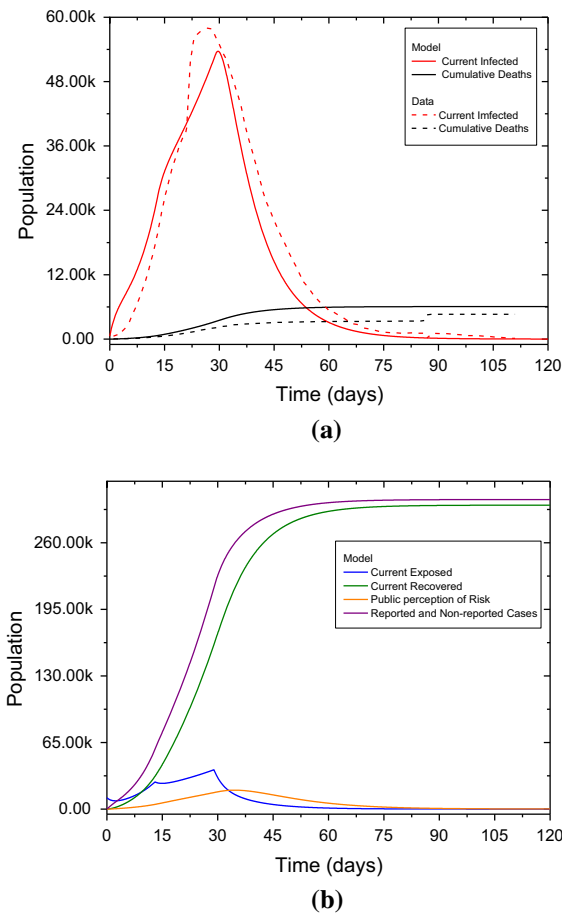 60.00k
48.00k
36.00k
24.00k
12.00k
0.00
Population
Model
Current Infected
Cumulative Deaths
Data
Current Imfected
Cumulative Deaths
0 15 30 45 60 75 90 105 120
Time (days)
(a)
260.00k
195.00k
130.00k
65.00k
0.00
Population
Model
Current Exposed
Current Recovered
Public perception of Risk
Reported and Non-reported Cases
0 15 30 45 60 75 90 105 120
Time (days)
(b)